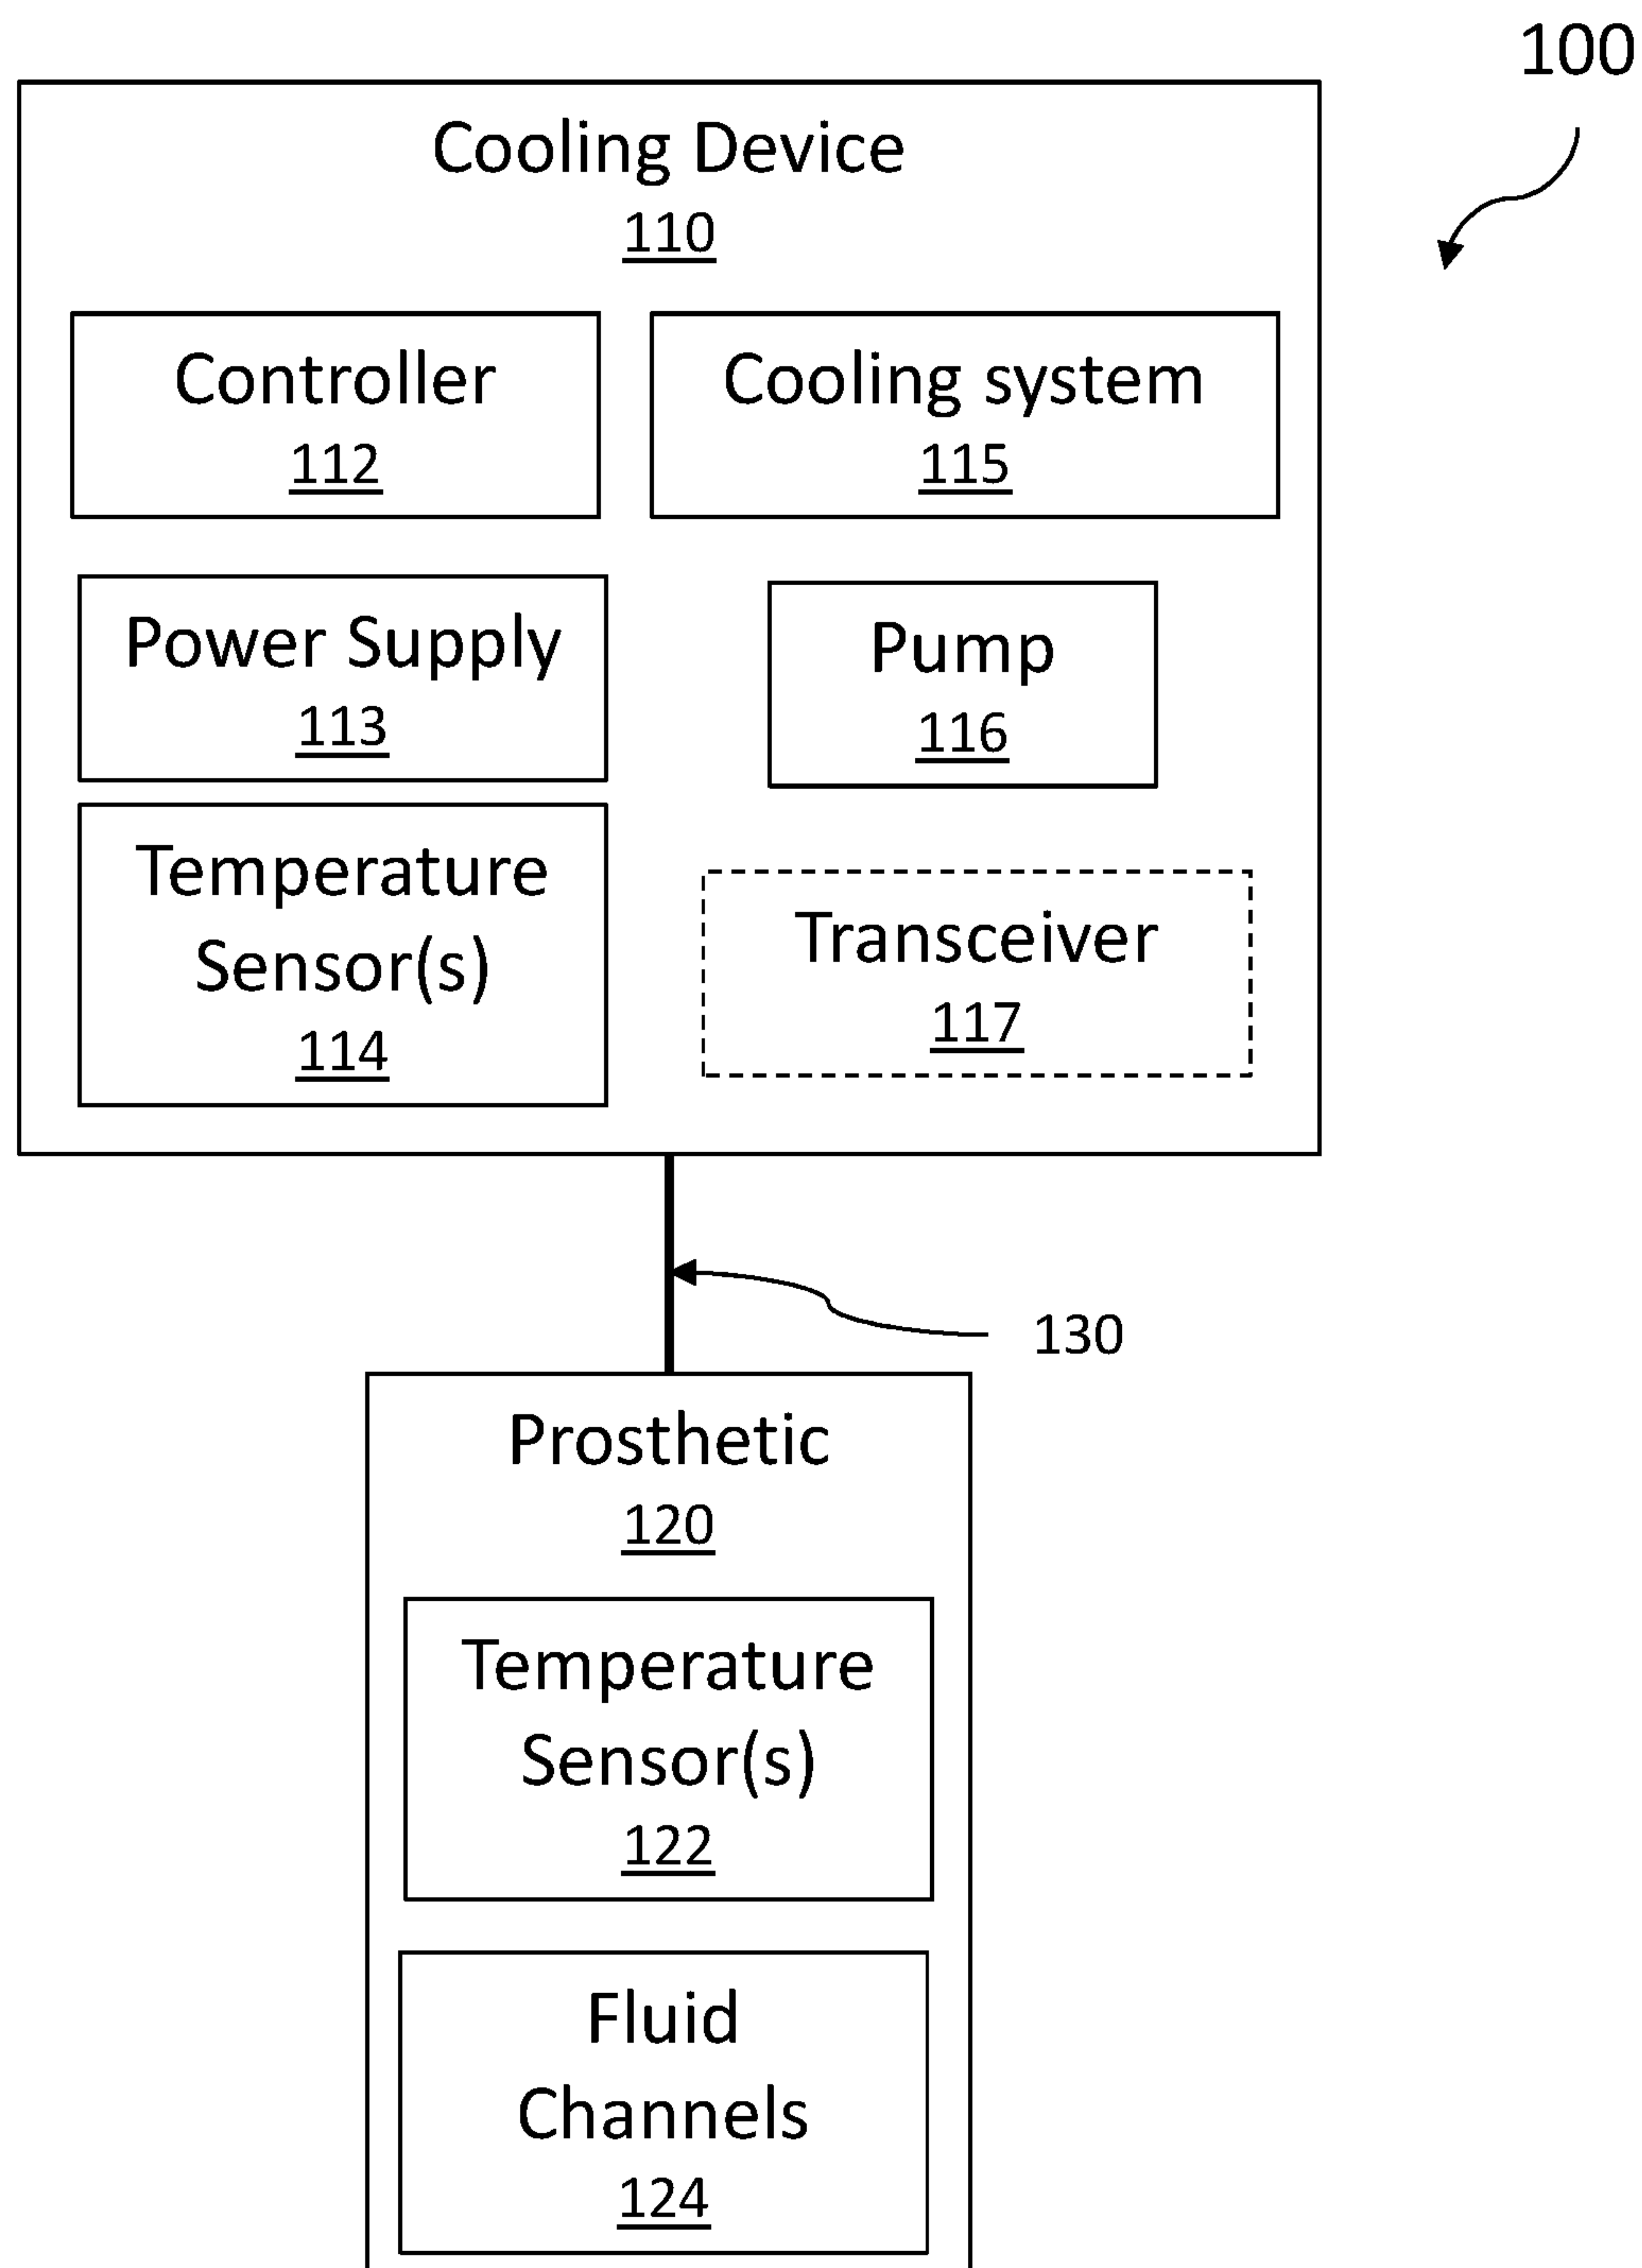 100
Cooling Device
110
Controller
112
Cooling system
115
Power Supply
113
Pump
116
Temperature
Sensor(s)
114
Transceiver
117
130
Prosthetic
120
Temperature
Sensor(s)
122
Fluid
Channels
124